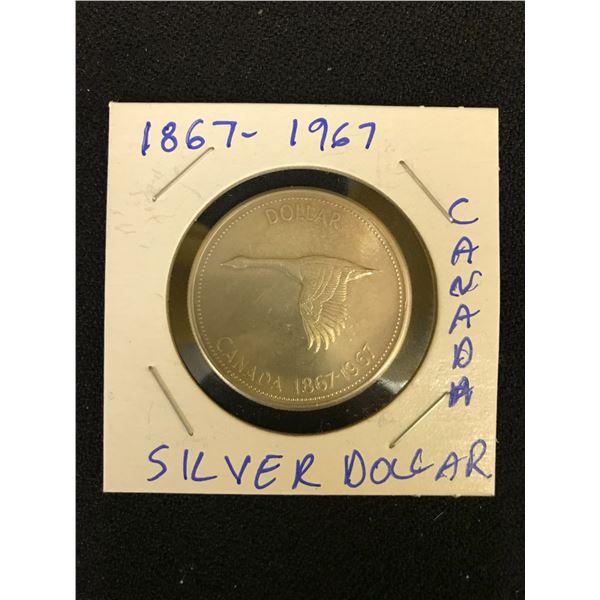 1867- 1967
DOLLAR
CANADA 1867-1967
CANADA
SILVER DOLLAR